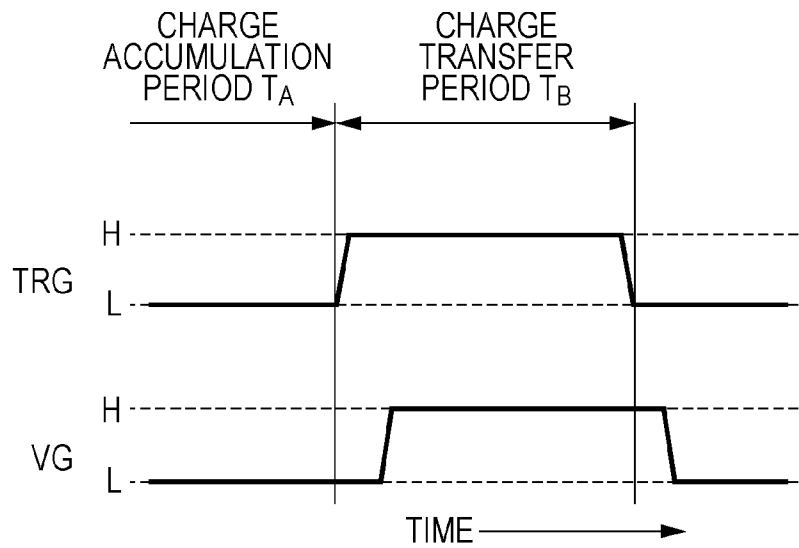 CHARGE
ACCUMULATION
PERIOD TA
CHARGE
TRANSFER
PERIOD TB
H
TRG
L
H
VG
L
TIME